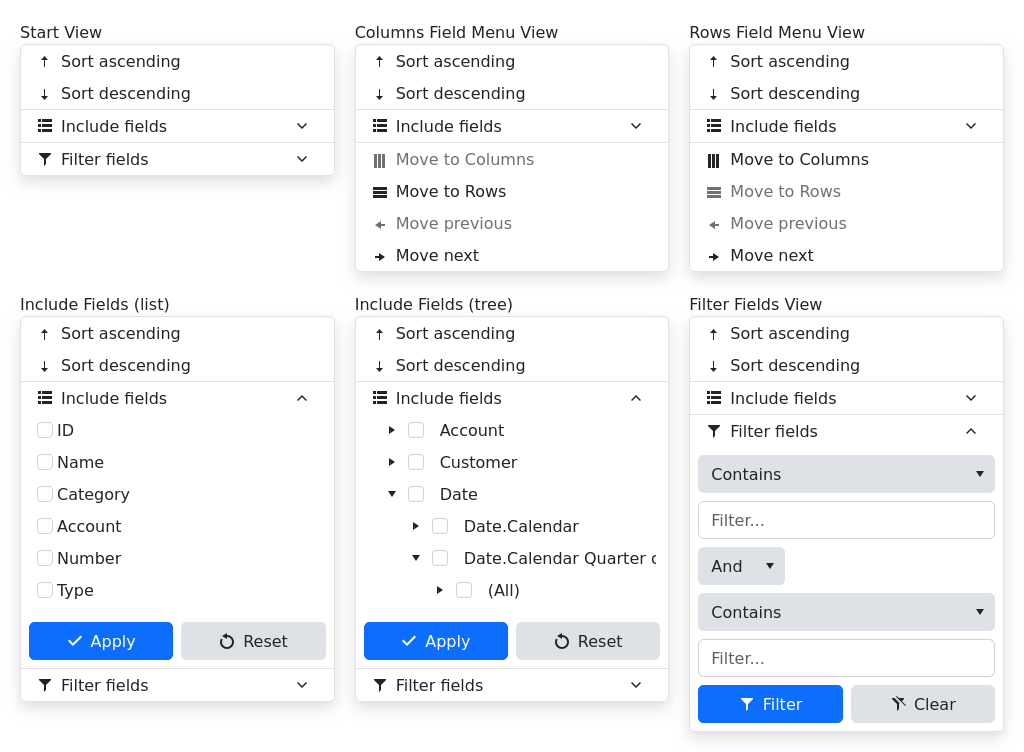 Start View
Sort ascending
Sort descending
Include fields
Filter fields
Columns Field Menu View
Sort ascending
Sort descending
Include fields
Move to Columns
Move to Rows
Move previous
Move next
Rows Field Menu View
Sort ascending
Sort descending
Include fields
Move to Columns
Move to Rows
Move previous
Move next
Include Fields (list)
Sort ascending
Sort descending
Include fields
ID
Name
Category
Account
Number
Type
Apply Reset
Filter fields
Include Fields (tree)
Sort ascending
Sort descending
Include fields
Account
Customer
Date
Date.Calendar
Date.Calendar Quarter
(All)
Apply Reset
Filter fields
Filter Fields View
Sort ascending
Sort descending
Include fields
Filter fields
Contains
Filter...
And
Contains
Filter...
Filter Clear